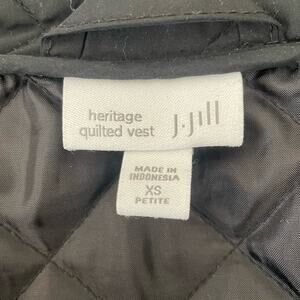 heritage
quilted vest J.Jill
MADE IN
INDONESIA
XS
PETITE